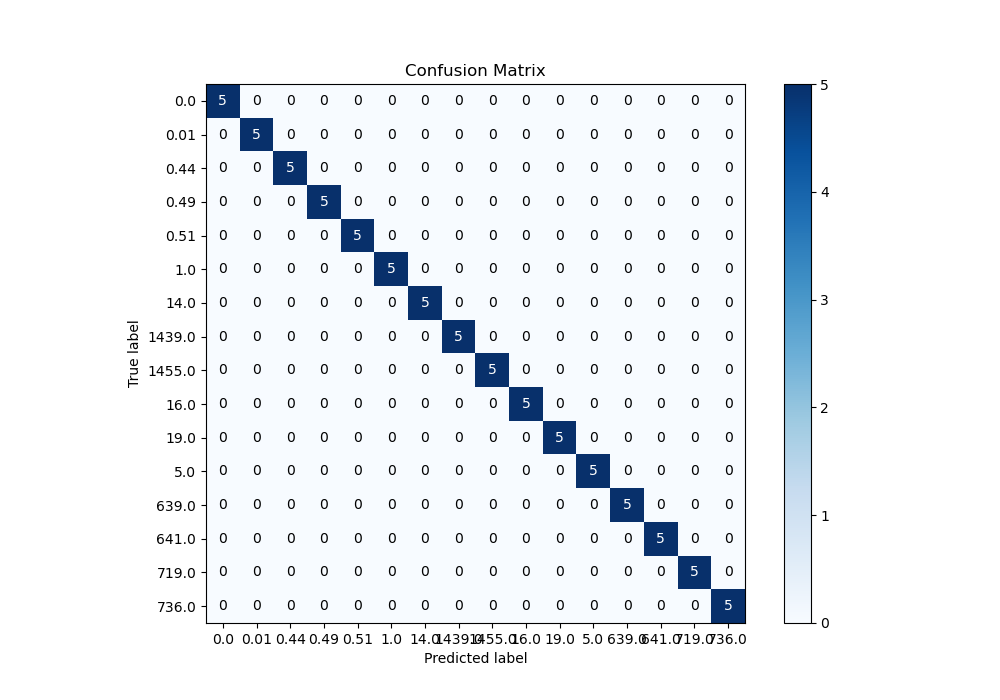 Confusion Matrix
0.0 5 0 0 0 0 0 0 0 0 0 0 0 0 0 0 0
0.01 0 5 0 0 0 0 0 0 0 0 0 0 0 0 0 0
0.44 0 0 5 0 0 0 0 0 0 0 0 0 0 0 0 0
0.49 0 0 0 5 0 0 0 0 0 0 0 0 0 0 0 0
0.51 0 0 0 0 5 0 0 0 0 0 0 0 0 0 0 0
1.0 0 0 0 0 0 5 0 0 0 0 0 0 0 0 0 0
14.0 0 0 0 0 0 0 5 0 0 0 0 0 0 0 0 0
1439.0 0 0 0 0 0 0 0 5 0 0 0 0 0 0 0 0
1455.0 0 0 0 0 0 0 0 0 5 0 0 0 0 0 0 0
16.0 0 0 0 0 0 0 0 0 0 5 0 0 0 0 0 0
19.0 0 0 0 0 0 0 0 0 0 0 5 0 0 0 0 0
5.0 0 0 0 0 0 0 0 0 0 0 0 5 0 0 0 0
639.0 0 0 0 0 0 0 0 0 0 0 0 0 5 0 0 0
641.0 0 0 0 0 0 0 0 0 0 0 0 0 0 5 0 0
719.0 0 0 0 0 0 0 0 0 0 0 0 0 0 0 5 0
736.0 0 0 0 0 0 0 0 0 0 0 0 0 0 0 0 5
0.0 0.01 0.44 0.49 0.51 1.0 14.0 1439.0 1455.0 16.0 19.0 5.0 639.0 641.0 719.0 736.0
Predicted label
True label
5
4
3
2
1
0